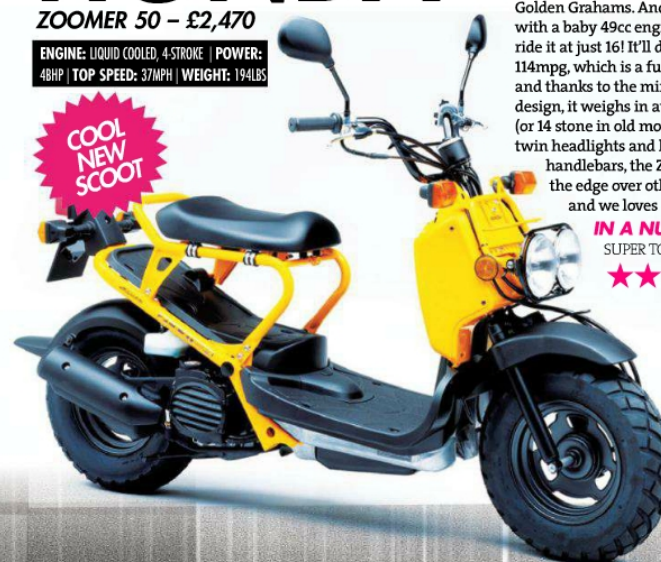 HONDA
ZOOMER 50 – £2,470
ENGINE: LIQUID COOLED, 4-STROKE | POWER:
4BHP | TOP SPEED: 37MPH | WEIGHT: 194LBS
COOL
NEW
SCOOT
Golden Grahams. And
with a baby 49cc eng
ride it at just 16! It'll d
114mpg, which is a fu
and thanks to the mi
design, it weighs in a
(or 14 stone in old mo
twin headlights and
handlebars, the Z
the edge over oth
and we loves
IN A NU
SUPER TO